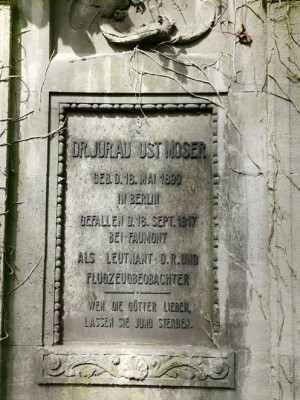 DR.JUR.AU UST MOSER
GEB. D. 18. MAI 1890
IN BERLIN
GEFALLEN D. 18. SEPT. 1917
BEI FAUMONT
ALS LEUTNANT D.R. UND
FLUGZEUGBEOBACHTER
WEN DIE GÖTTER LIEBEN,
LASSEN SIE JUNG STERBEN.